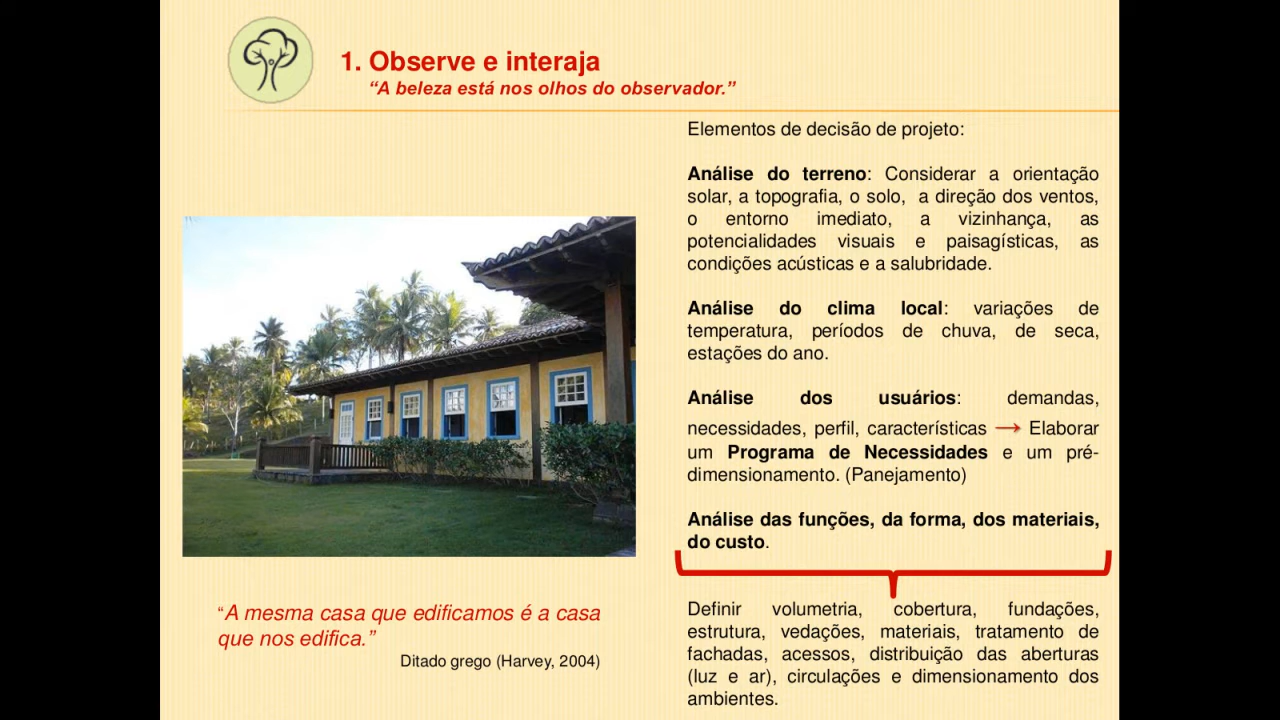 1. Observe e interaja
“A beleza está nos olhos do observador.”
Elementos de decisão de projeto:
Análise do terreno: Considerar a orientação
solar, a topografia, o solo, a direção dos ventos,
o entorno imediato, a vizinhança, as
potencialidades visuais e paisagísticas, as
condições acústicas e a salubridade.
Análise do clima local: variações de
temperatura, períodos de chuva, de seca,
estações do ano.
Análise dos usuários: demandas,
necessidades, perfil, características → Elaborar
um Programa de Necessidades e um pré-
dimensionamento. (Panejamento)
Análise das funções, da forma, dos materiais,
do custo.
Definir volumetria, cobertura, fundações,
estrutura, vedações, materiais, tratamento de
fachadas, acessos, distribuição das aberturas
(luz e ar), circulações e dimensionamento dos
ambientes.
“A mesma casa que edificamos é a casa
que nos edifica.”
Ditado grego (Harvey, 2004)